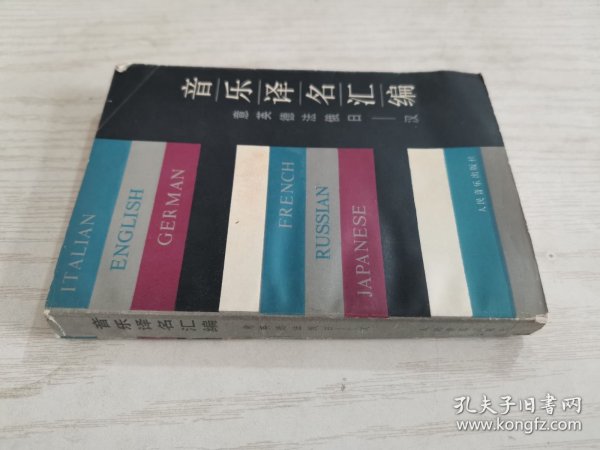 音乐译名汇编
意英德法俄日——汉
ITALIAN
ENGLISH
GERMAN
FRENCH
RUSSIAN
JAPANESE
人民音乐出版社
音乐译名汇编
孔夫子旧书网
www.kongfz.com